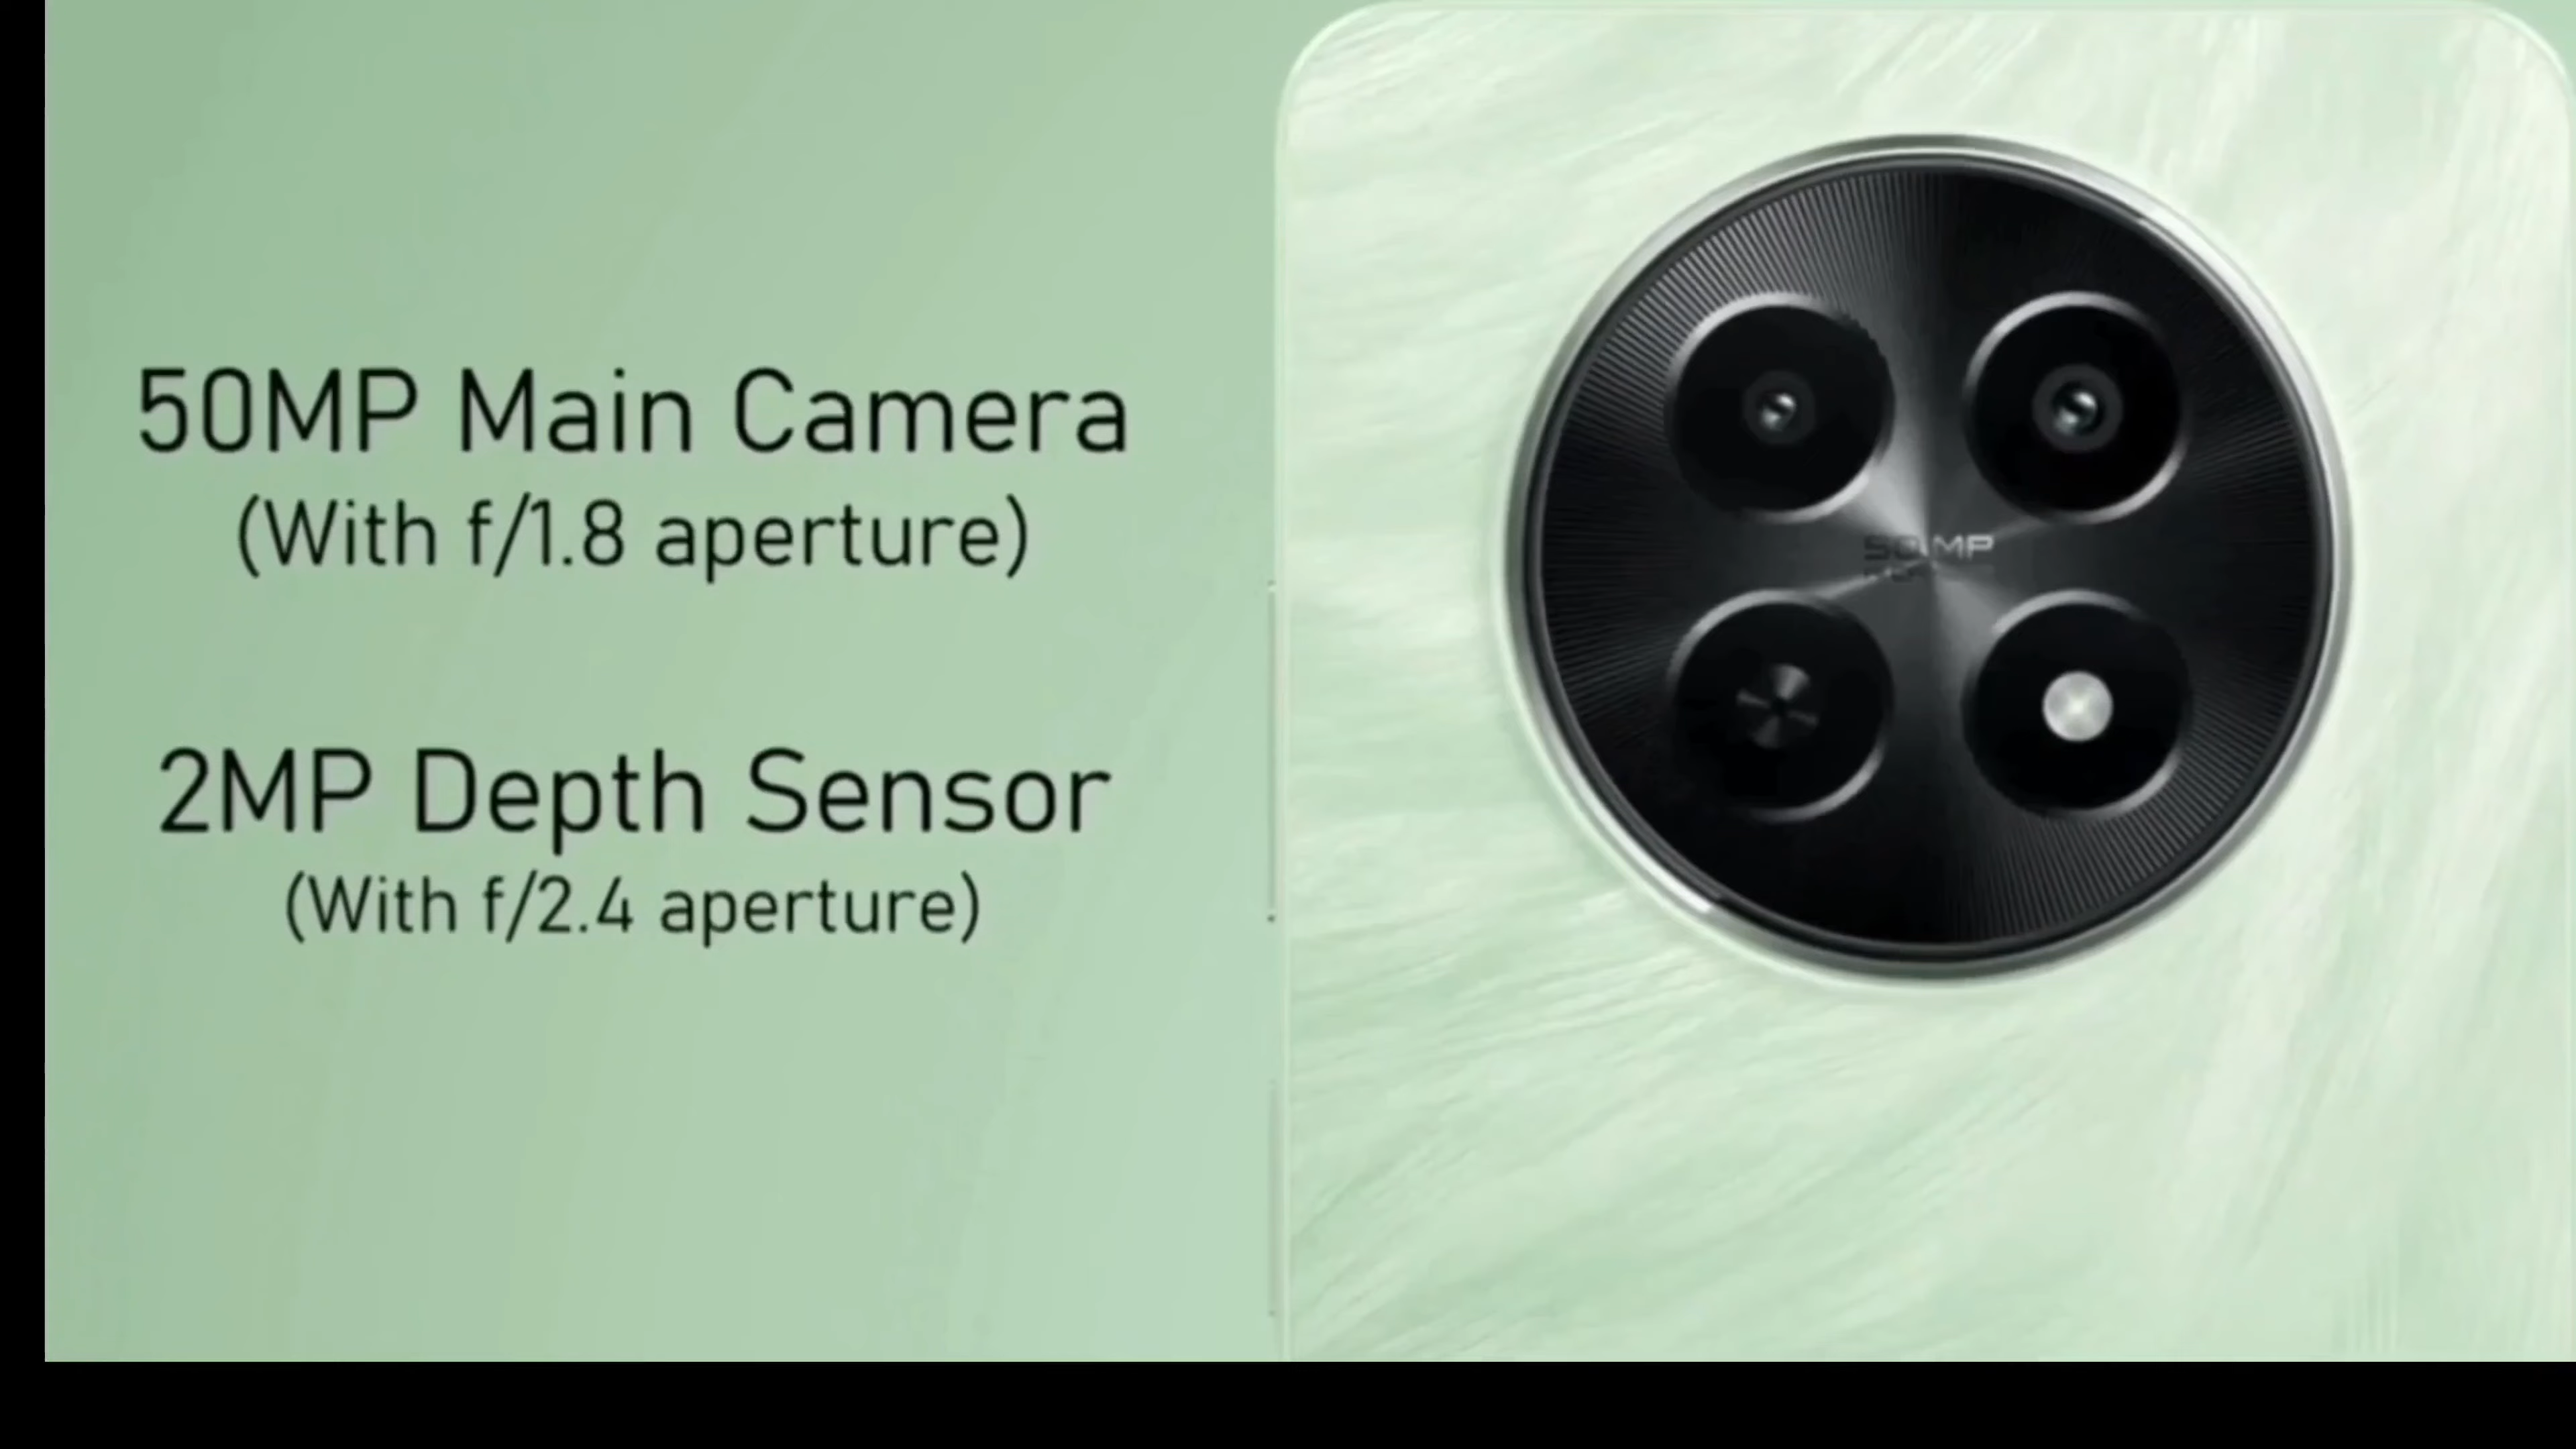 50MP Main Camera
(With f/1.8 aperture)
2MP Depth Sensor
(With f/2.4 aperture)
50MP